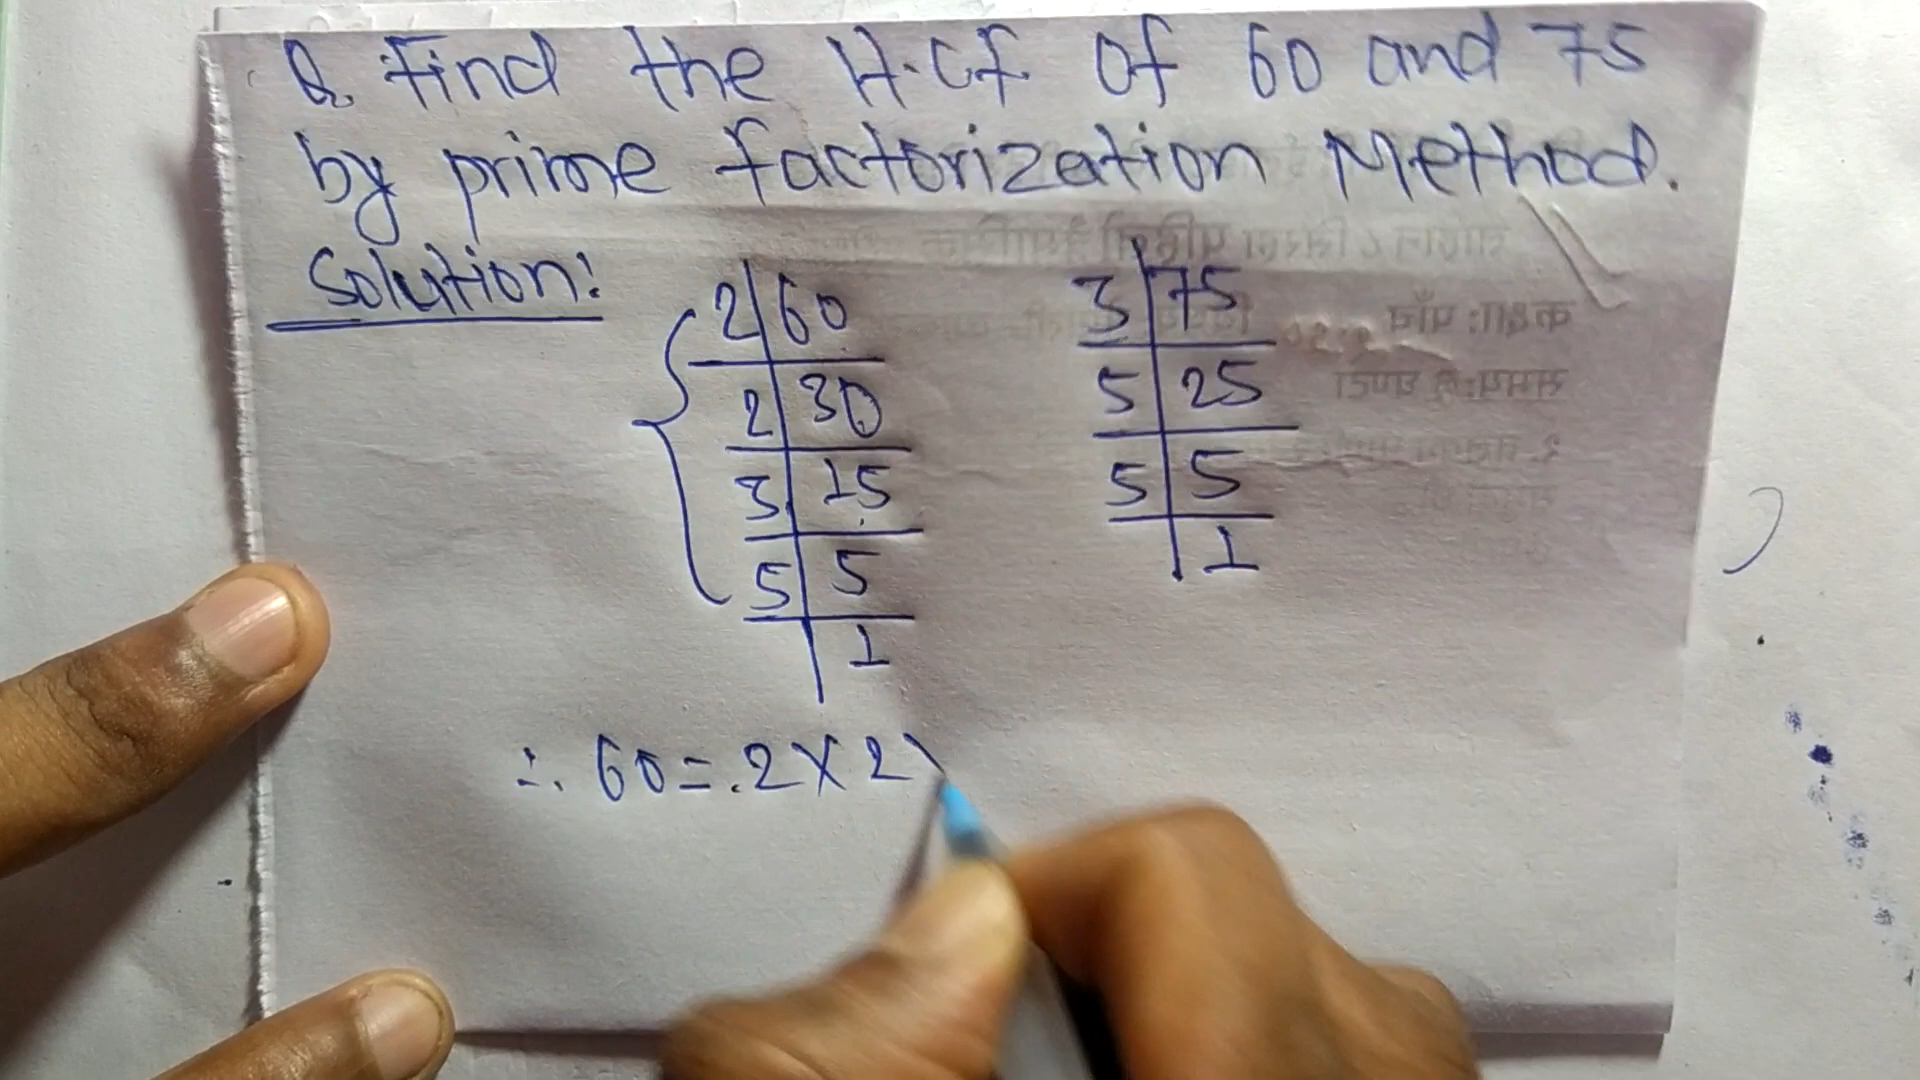 Q. Find the H.C.F. Of 60 and 75
by prime factorization Method.
Solution:
2 60
2 30
3 15
5 5
1
3 75
5 25
5 5
1
∴ 60 = 2 × 2 ×